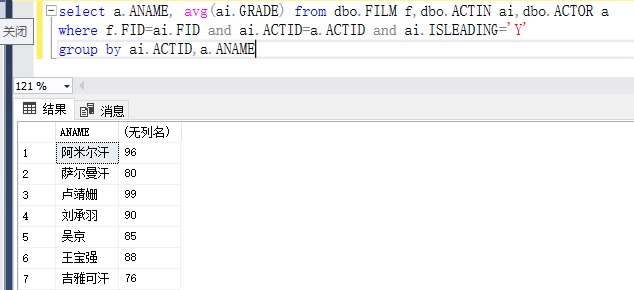 select a.ANAME, avg(ai.GRADE) from dbo.FILM f,dbo.ACTIN ai,dbo.ACTOR a
关闭
where f.FID=ai.FID and ai.ACTID=a.ACTID and ai.ISLEADING='Y'
group by ai.ACTID,a.ANAME
121 %
结果 消息
ANAME (无列名)
1 阿米尔汗 96
2 萨尔曼汗 80
3 卢靖姗 99
4 刘承羽 90
5 吴京 85
6 王宝强 88
7 吉雅可汗 76